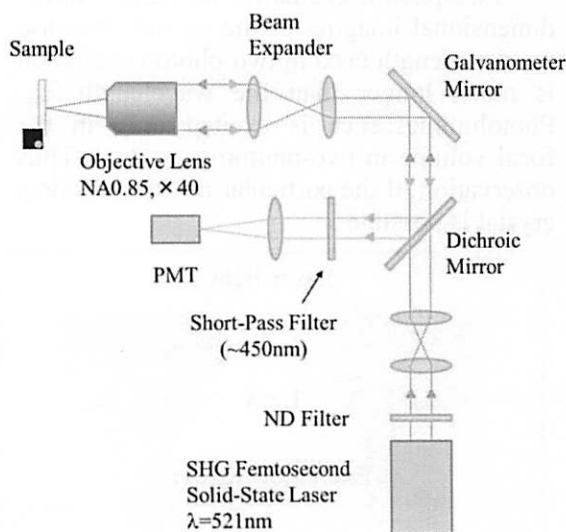 Beam
Expander
Sample
Galvanometer
Mirror
Objective Lens
NA0.85, ×40
PMT
Dichroic
Mirror
Short-Pass Filter
(~450nm)
ND Filter
SHG Femtosecond
Solid-State Laser
λ=521nm